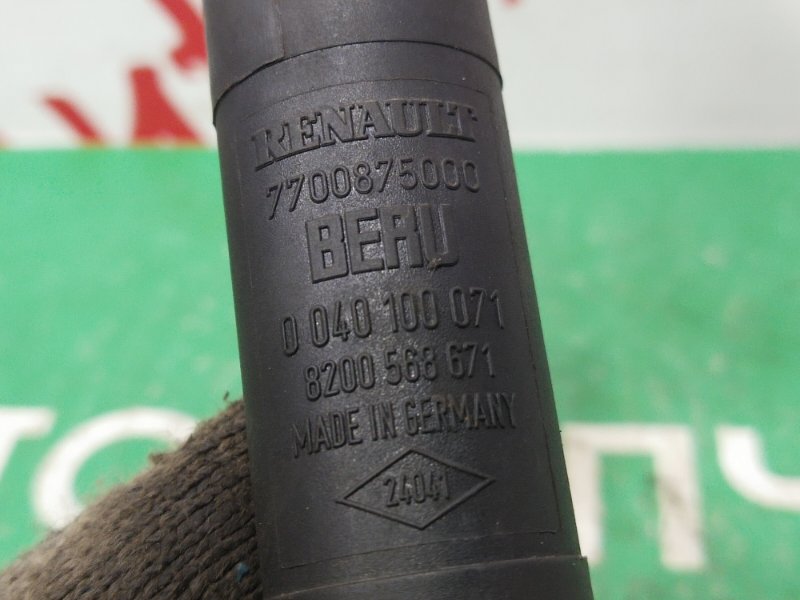 RENAULT
7700875000
BERU
0 040 100 071
8200 568 671
MADE IN GERMANY
24041